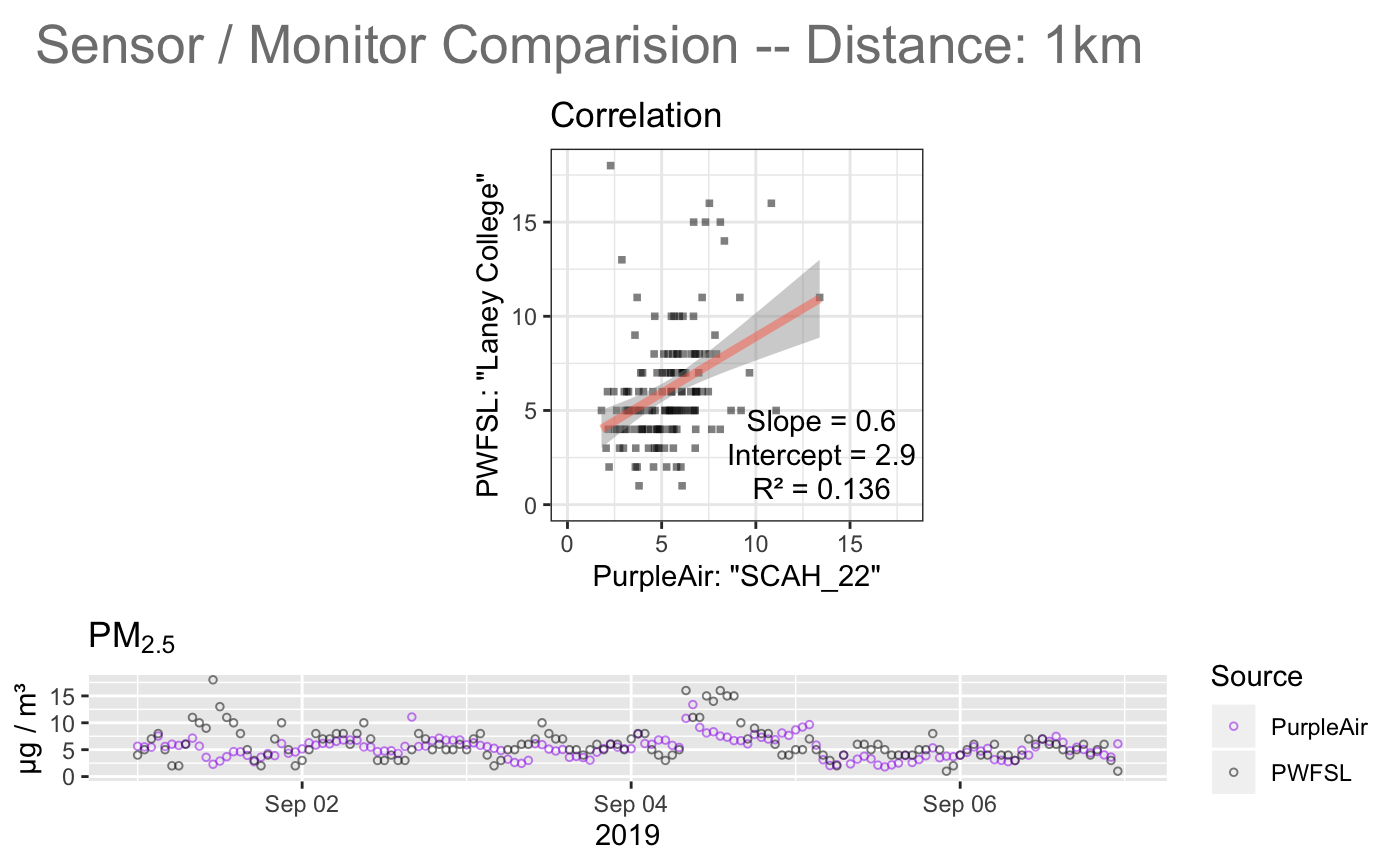 Sensor / Monitor Comparision -- Distance: 1km
Correlation
PWFSL: "Laney College"
15
10
5
0
Slope = 0.6
Intercept = 2.9
R² = 0.136
0 5 10 15
PurpleAir: "SCAH_22"
PM2.5
µg / m³
15
10
5
0
Sep 02 Sep 04 Sep 06
2019
Source
PurpleAir
PWFSL